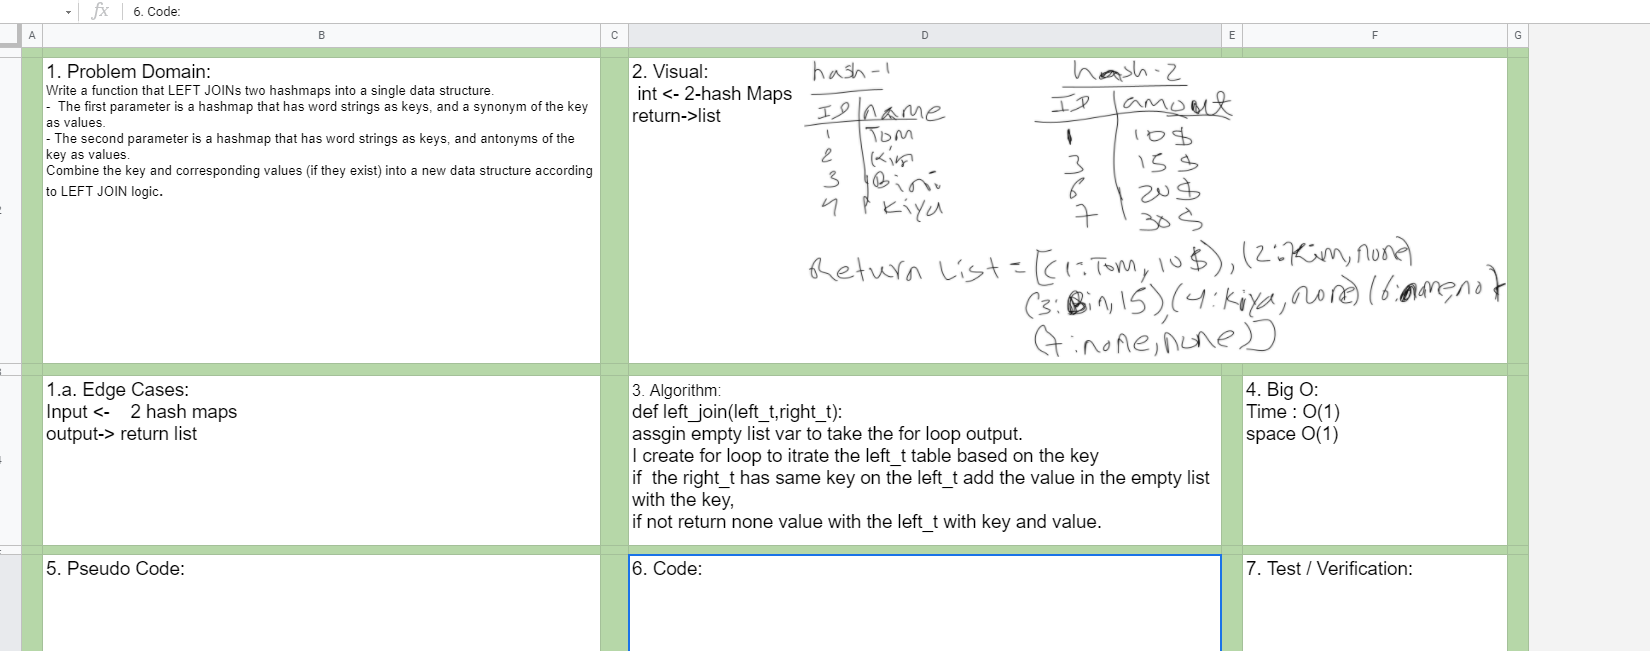 fx 6. Code:
A B C D E F G
1. Problem Domain:
Write a function that LEFT JOINs two hashmaps into a single data structure.
- The first parameter is a hashmap that has word strings as keys, and a synonym of the key
as values.
- The second parameter is a hashmap that has word strings as keys, and antonyms of the
key as values.
Combine the key and corresponding values (if they exist) into a new data structure according
to LEFT JOIN logic.
2. Visual:
int <- 2-hash Maps
return->list
hash-1
ID name
1 Tom
2 Kim
3 Bini
4 Kiya
hash-2
ID amount
1 10$
3 15$
6 20$
7 30$
Return List = [(1:Tom, 10$), (2:Kim, none)
(3:Bin, 15) (4:Kiya, none) (6:
(7:none, none)]
1.a. Edge Cases:
Input <- 2 hash maps
output-> return list
3. Algorithm:
def left_join(left_t,right_t):
assgin empty list var to take the for loop output.
I create for loop to itrate the left_t table based on the key
if the right_t has same key on the left_t add the value in the empty list
with the key,
if not return none value with the left_t with key and value.
4. Big O:
Time : O(1)
space O(1)
5. Pseudo Code:
6. Code:
7. Test / Verification: